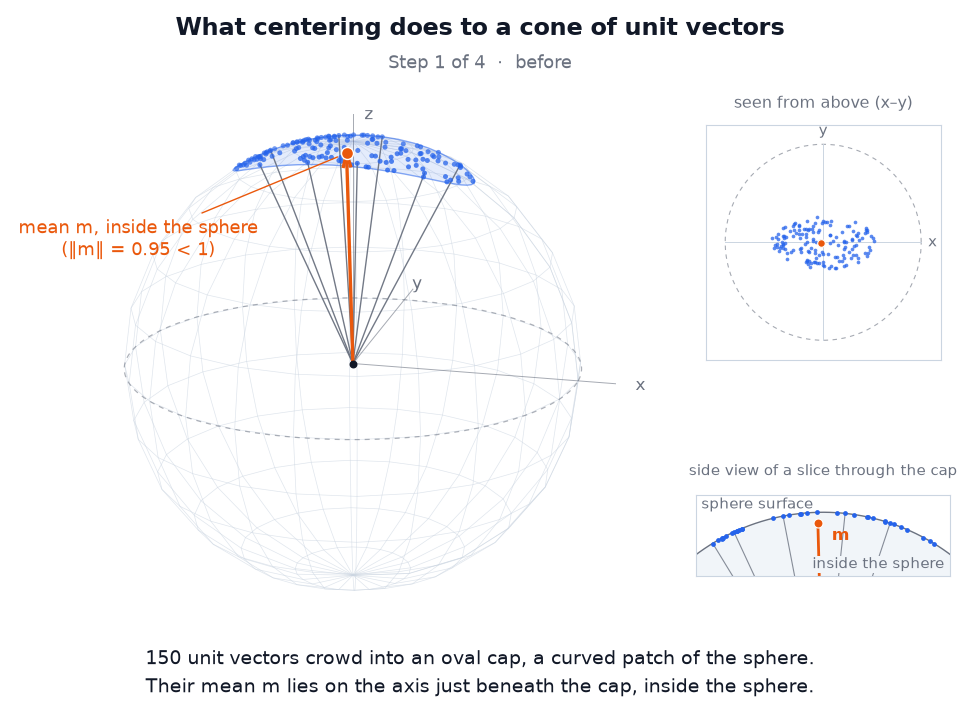 What centering does to a cone of unit vectors
Step 1 of 4 · before
seen from above (x–y)
z
y
x
mean m, inside the sphere
(‖m‖ = 0.95 < 1)
y
x
side view of a slice through the cap
sphere surface
m
inside the sphere
150 unit vectors crowd into an oval cap, a curved patch of the sphere.
Their mean m lies on the axis just beneath the cap, inside the sphere.